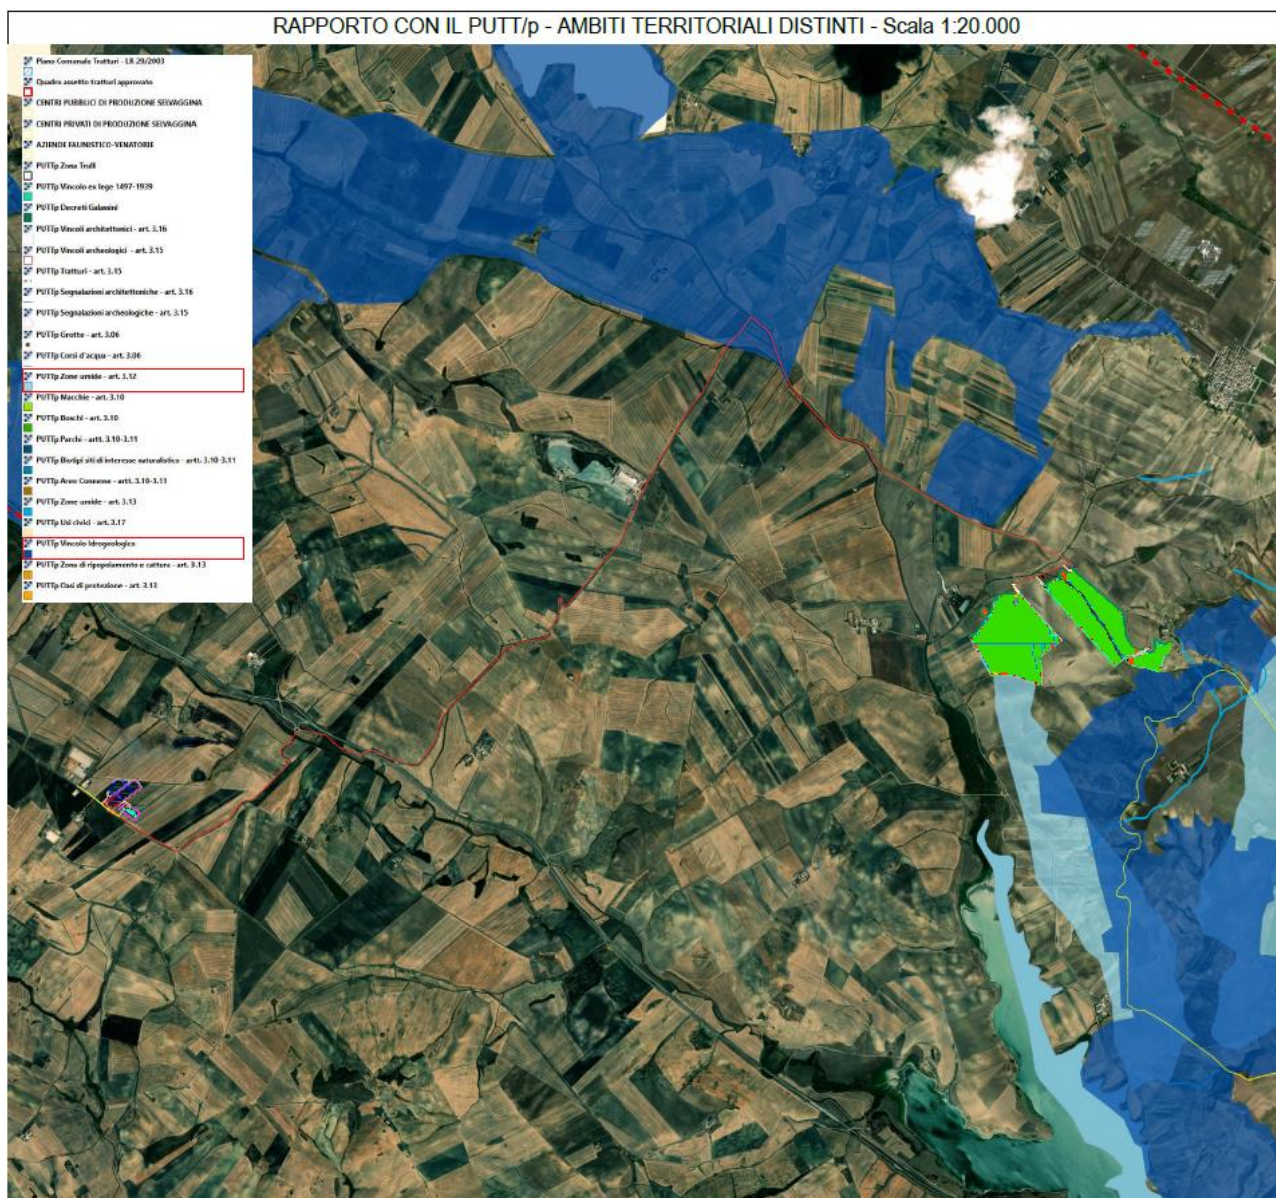 RAPPORTO CON IL PUTT/p - AMBITI TERRITORIALI DISTINTI - Scala 1:20.000
Piano Comunale Tratturi - LR 29/2003
Quadro assetto tratturi approvato
CENTRI PUBBLICI DI PRODUZIONE SELVAGGINA
CENTRI PRIVATI DI PRODUZIONE SELVAGGINA
AZIENDE FAUNISTICO-VENATORIE
PUTTp Zona Trulli
PUTTp Vincolo ex lege 1497-1939
PUTTp Decreti Galassini
PUTTp Vincoli architettonici - art. 3.16
PUTTp Vincoli archeologici - art. 3.15
PUTTp Tratturi - art. 3.15
PUTTp Segnalazioni architettoniche - art. 3.16
PUTTp Segnalazioni archeologiche - art. 3.15
PUTTp Grotte - art. 3.06
PUTTp Corsi d'acqua - art. 3.06
PUTTp Zone umide - art. 3.12
PUTTp Macchie - art. 3.10
PUTTp Boschi - art. 3.10
PUTTp Parchi - artt. 3.10-3.11
PUTTp Biotipi siti di interesse naturalistico - artt. 3.10-3.11
PUTTp Aree Connesse - artt. 3.10-3.11
PUTTp Zone umide - art. 3.13
PUTTp Usi civici - art. 3.17
PUTTp Vincolo Idrogeologico
PUTTp Zona di ripopolamento e cattura - art. 3.13
PUTTp Oasi di protezione - art. 3.13